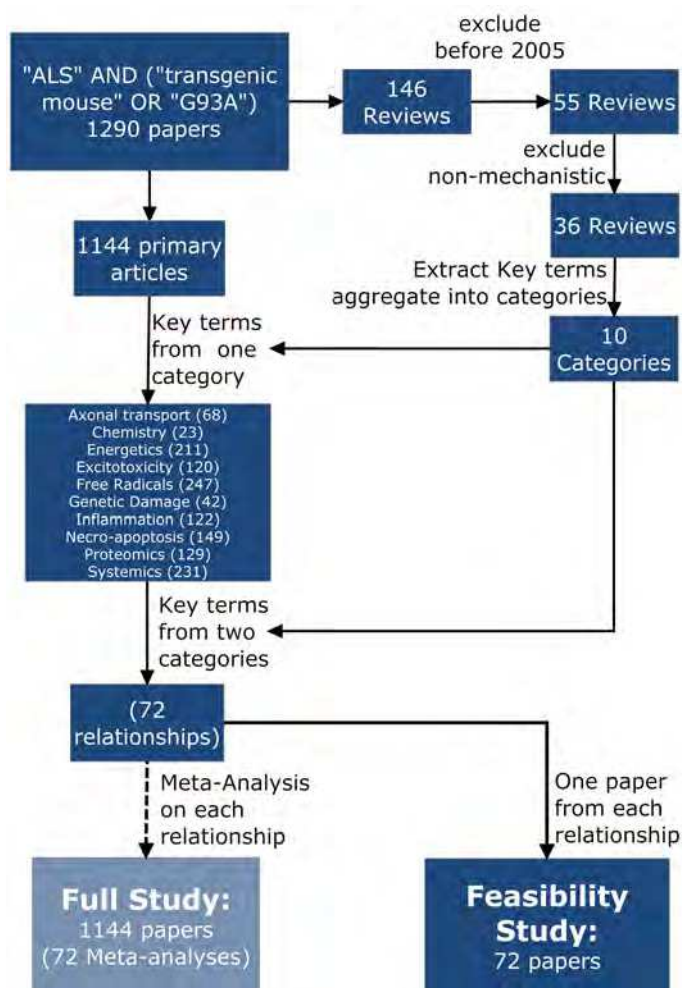 exclude
before 2005
"ALS" AND ("transgenic
mouse" OR "G93A")
1290 papers
146
Reviews
55 Reviews
exclude
non-mechanistic
36 Reviews
1144 primary
articles
Extract Key terms
aggregate into categories
Key terms
from one
category
10
Categories
Axonal transport (68)
Chemistry (23)
Energetics (211)
Excitotoxicity (120)
Free Radicals (247)
Genetic Damage (42)
Inflammation (122)
Necro-apoptosis (149)
Proteomics (129)
Systemics (231)
Key terms
from two
categories
(72
relationships)
Meta-Analysis
on each
relationship
One paper
from each
relationship
Full Study:
1144 papers
(72 Meta-analyses)
Feasibility
Study:
72 papers